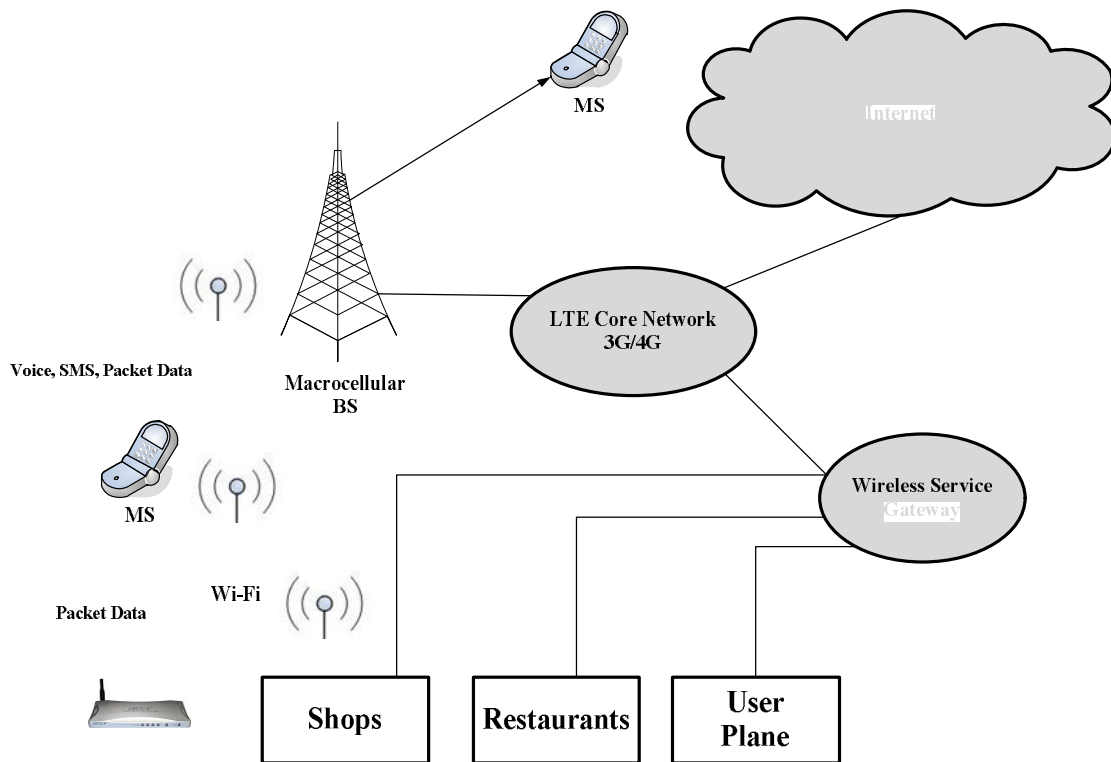 MS
Internet
LTE Core Network
3G/4G
Voice, SMS, Packet Data
Macrocellular
BS
Wireless Service
Gateway
MS
Wi-Fi
Packet Data
acer
Shops
Restaurants
User
Plane